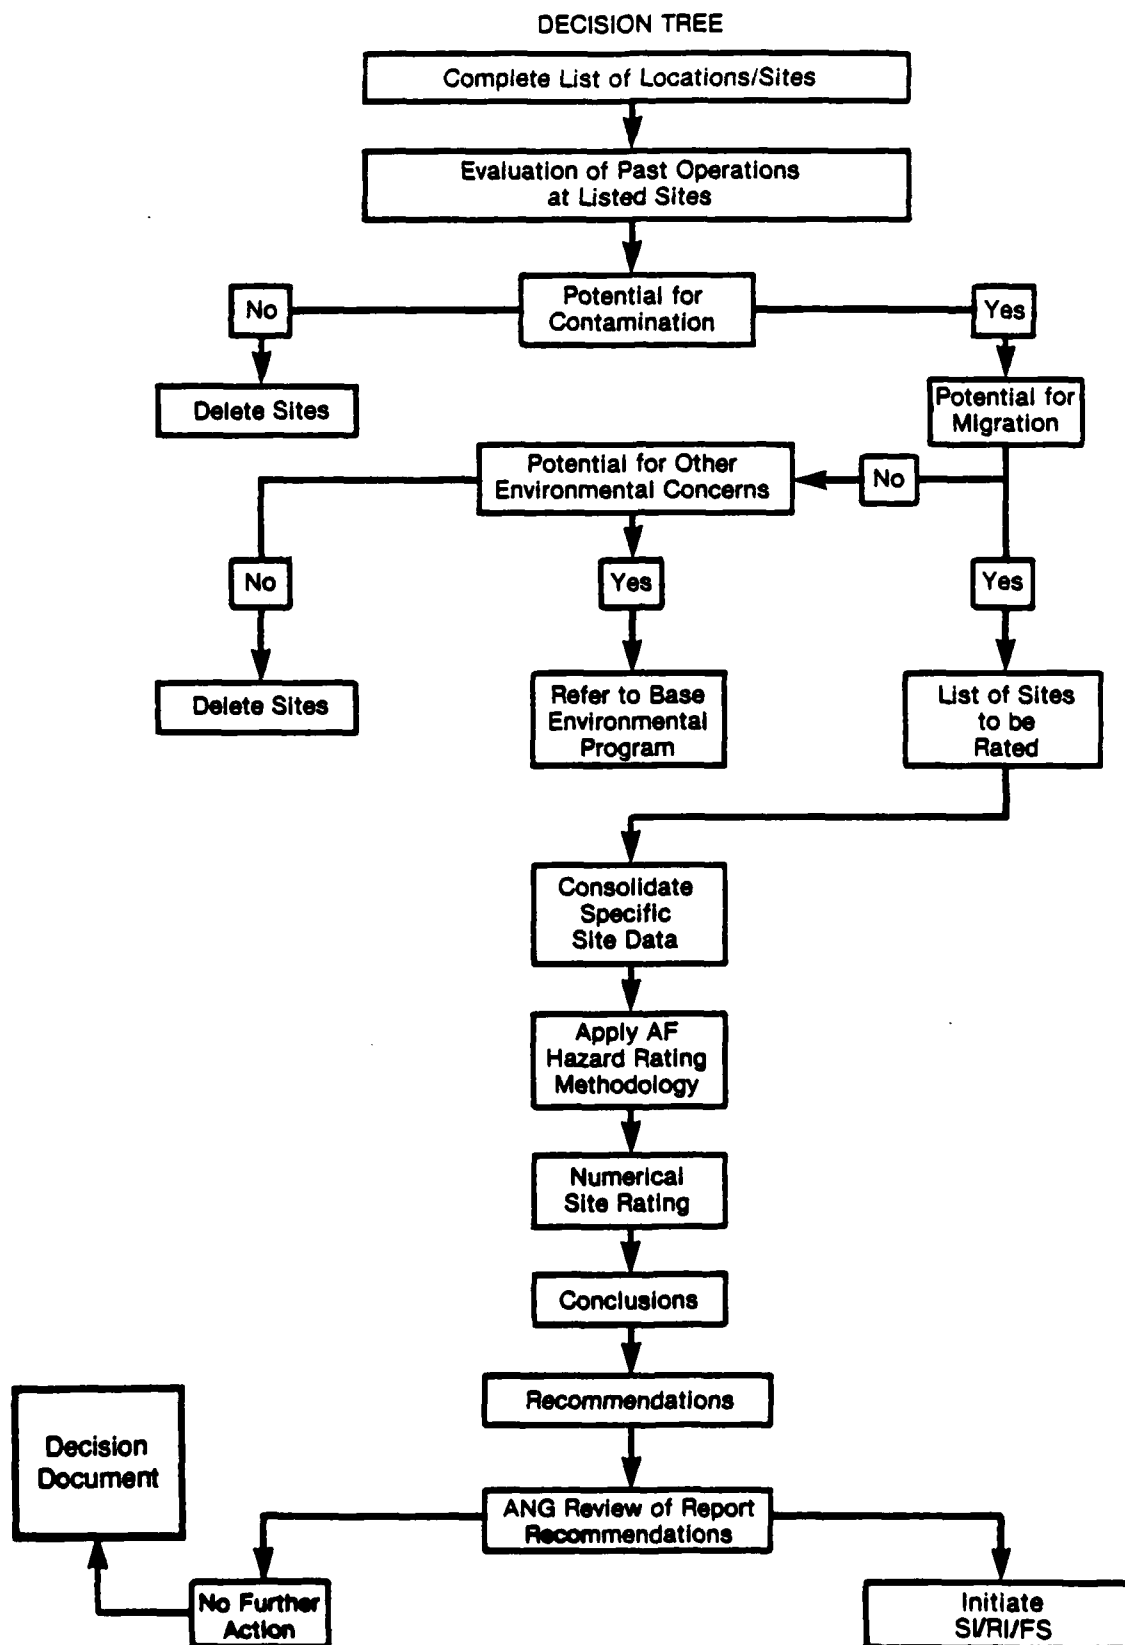 DECISION TREE
Complete List of Locations/Sites
Evaluation of Past Operations
at Listed Sites
No
Potential for
Contamination
Yes
Delete Sites
Potential for
Migration
Potential for Other
Environmental Concerns
No
No
Yes
Yes
Delete Sites
Refer to Base
Environmental
Program
List of Sites
to be
Rated
Consolidate
Specific
Site Data
Apply AF
Hazard Rating
Methodology
Numerical
Site Rating
Conclusions
Recommendations
Decision
Document
ANG Review of Report
Recommendations
No Further
Action
Initiate
SI/RI/FS